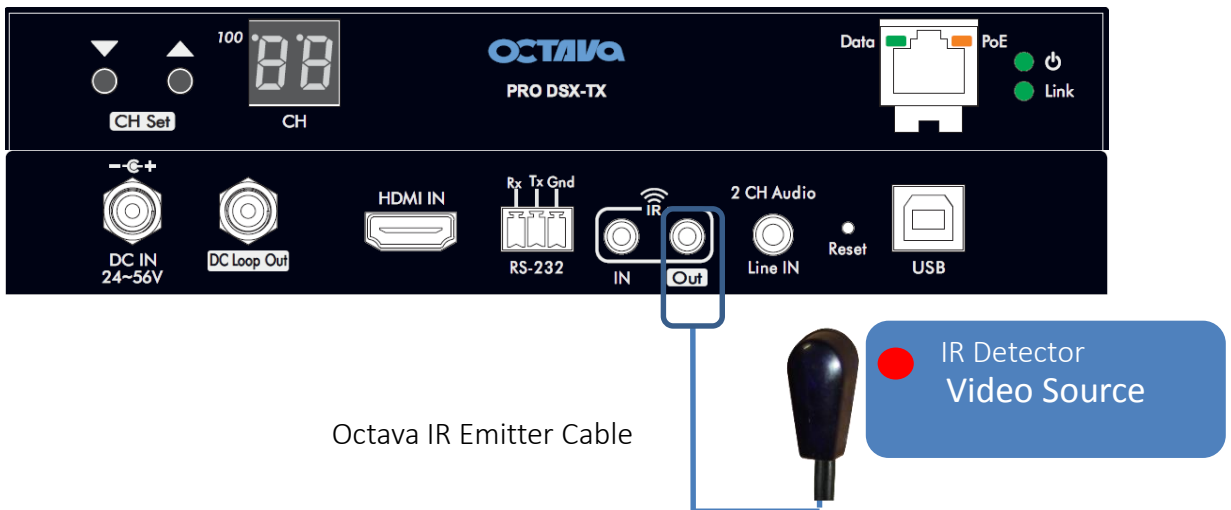 100
88
CH Set
CH
OCTAVA
PRO DSX-TX
Data
PoE
Link
DC IN
24~56V
DC Loop Out
HDMI IN
Rx Tx Gnd
RS-232
IR
IN
Out
2 CH Audio
Line IN
Reset
USB
IR Detector
Video Source
Octava IR Emitter Cable